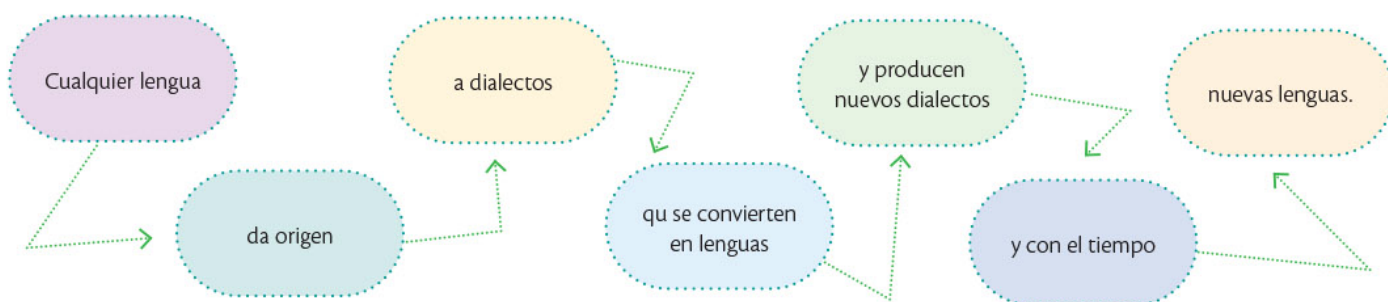 Cualquier lengua
da origen
a dialectos
qu se convierten
en lenguas
y producen
nuevos dialectos
y con el tiempo
nuevas lenguas.